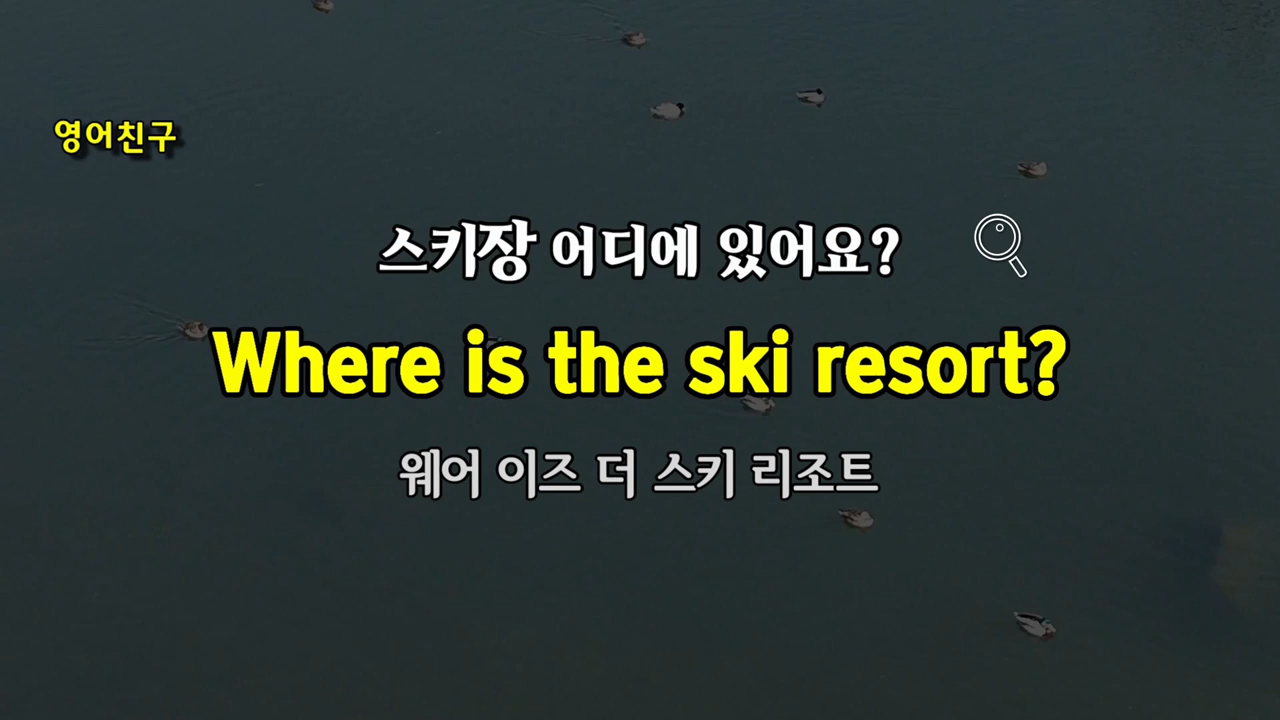 영어친구
스키장 어디에 있어요?
Where is the ski resort?
웨어 이즈 더 스키 리조트